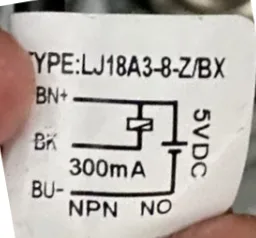 TYPE:LJ18A3-8-Z/BX
BN+
BK
5VDC
300mA
BU-
NPN NO